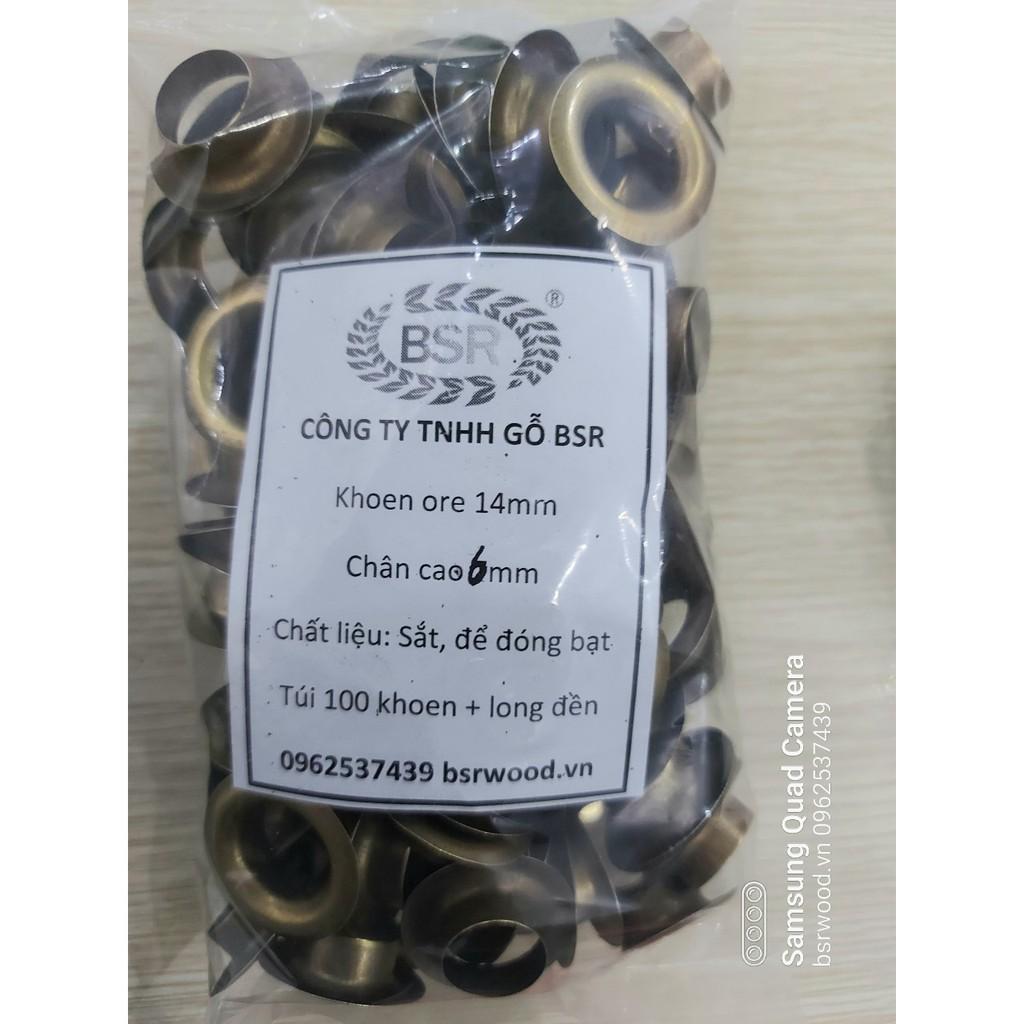 BSR
®
CÔNG TY TNHH GỖ BSR
Khoen ore 14mm
Chân cao 6mm
Chất liệu: Sắt, để đóng bạt
Túi 100 khoen + long đền
0962537439 bsrwood.vn
Samsung Quad Camera
bsrwood.vn 0962537439